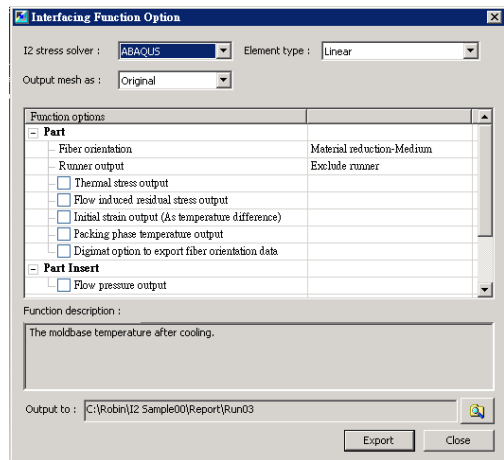 Interfacing Function Option
I2 stress solver : ABAQUS Element type : Linear
Output mesh as : Original
Function options
Part
Fiber orientation Material reduction-Medium
Runner output Exclude runner
Thermal stress output
Flow induced residual stress output
Initial strain output (As temperature difference)
Packing phase temperature output
Digimat option to export fiber orientation data
Part Insert
Flow pressure output
Function description :
The moldbase temperature after cooling.
Output to : C:\Robin\I2 Sample00\Report\Run03
Export Close